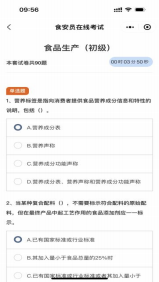 09:56
食安员在线考试
食品生产（初级）
本套试卷共90题
00时03分50秒
单选题
1、营养标签是指向消费者提供食品营养成分信息和特性的
说明，包括（）。
A.营养成分表
B.营养声称
C.营养成分功能声称
D.营养成分表、营养声称和营养成分功能声称
2、当某种复合配料（），不需要标示复合配料的原始配
料，但在最终产品中起工艺作用的食品添加剂应一一标
示。
A.已有国家标准或行业标准
B.其加入量小于食品总量的25%时
C.已有国家标准或行业标准或者其加入量小于